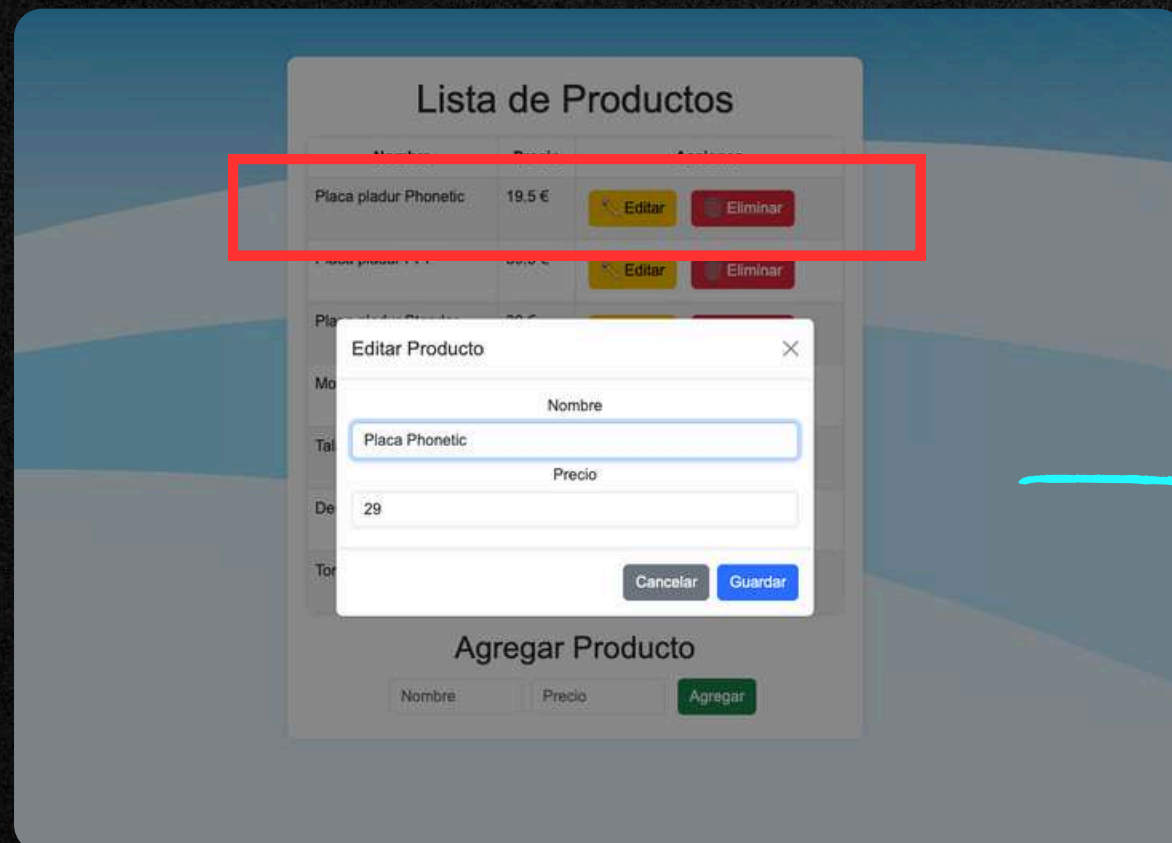 Lista de Productos
Placa pladur Phonetic 19.5 € Editar Eliminar
Editar Eliminar
Editar Producto
Nombre
Placa Phonetic
Precio
29
Cancelar Guardar
Agregar Producto
Nombre Precio Agregar